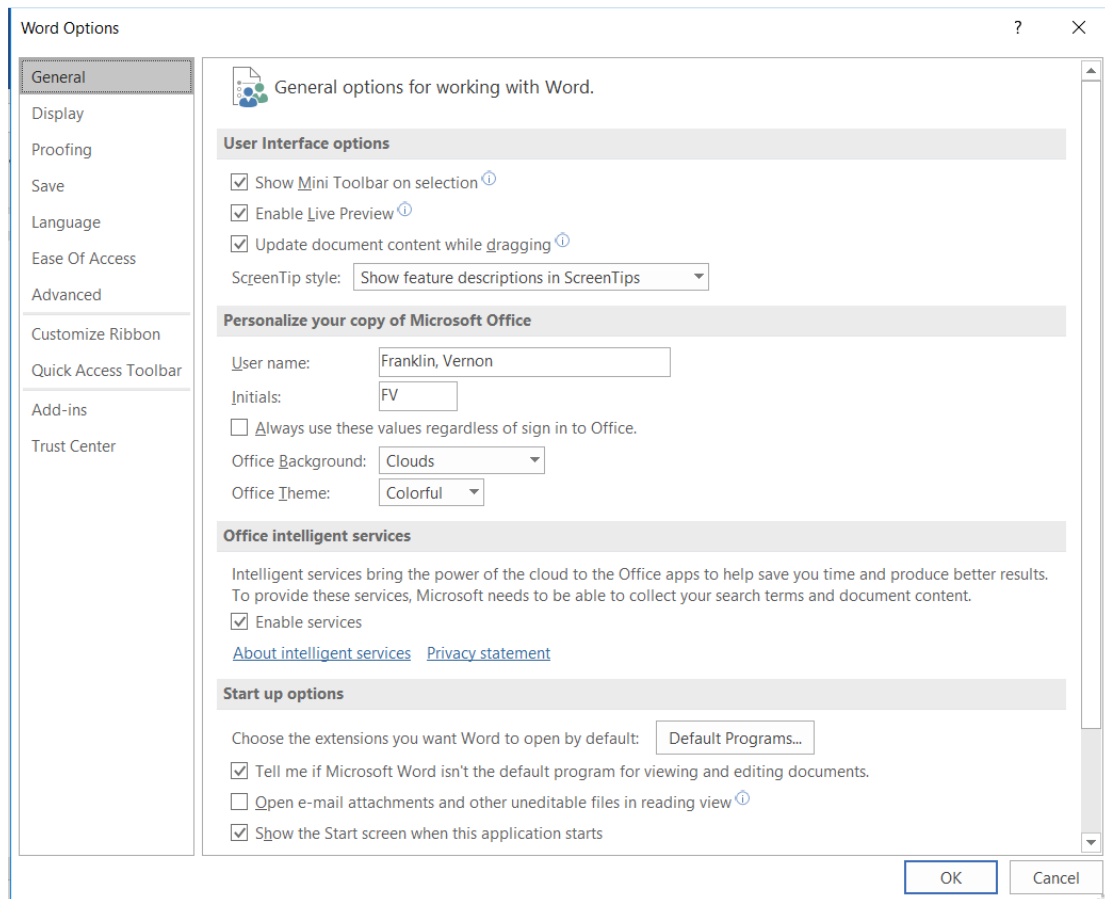 Word Options
?
General
Display
Proofing
Save
Language
Ease Of Access
Advanced
Customize Ribbon
Quick Access Toolbar
Add-ins
Trust Center
General options for working with Word.
User Interface options
Show Mini Toolbar on selection
Enable Live Preview
Update document content while dragging
ScreenTip style: Show feature descriptions in ScreenTips
Personalize your copy of Microsoft Office
User name: Franklin, Vernon
Initials: FV
Always use these values regardless of sign in to Office.
Office Background: Clouds
Office Theme: Colorful
Office intelligent services
Intelligent services bring the power of the cloud to the Office apps to help save you time and produce better results.
To provide these services, Microsoft needs to be able to collect your search terms and document content.
Enable services
About intelligent services Privacy statement
Start up options
Choose the extensions you want Word to open by default: Default Programs...
Tell me if Microsoft Word isn't the default program for viewing and editing documents.
Open e-mail attachments and other uneditable files in reading view
Show the Start screen when this application starts
OK Cancel